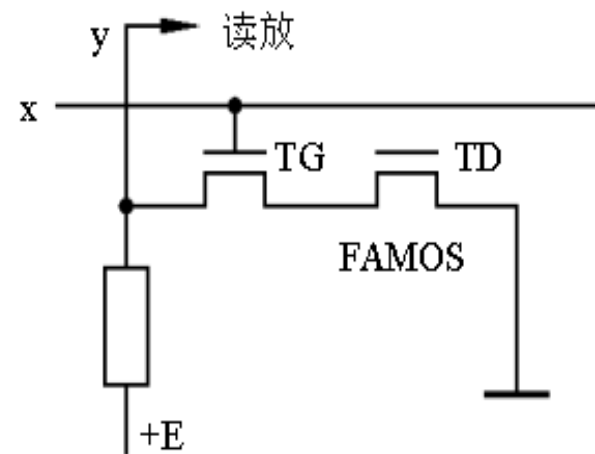 y 读放
x
TG TD
FAMOS
+E